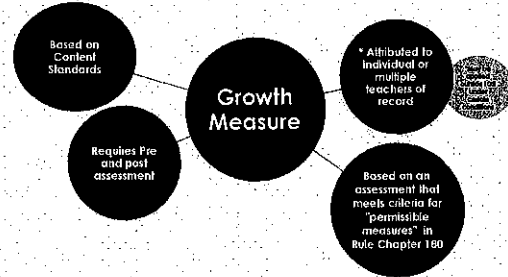 Based on
Content
Standards
* Attributed to
individual or
multiple
teachers of
record
Growth
Measure
Requires Pre
and post
assessment
Based on an
assessment that
meets criteria for
"permissible
measures" in
Rule Chapter 180